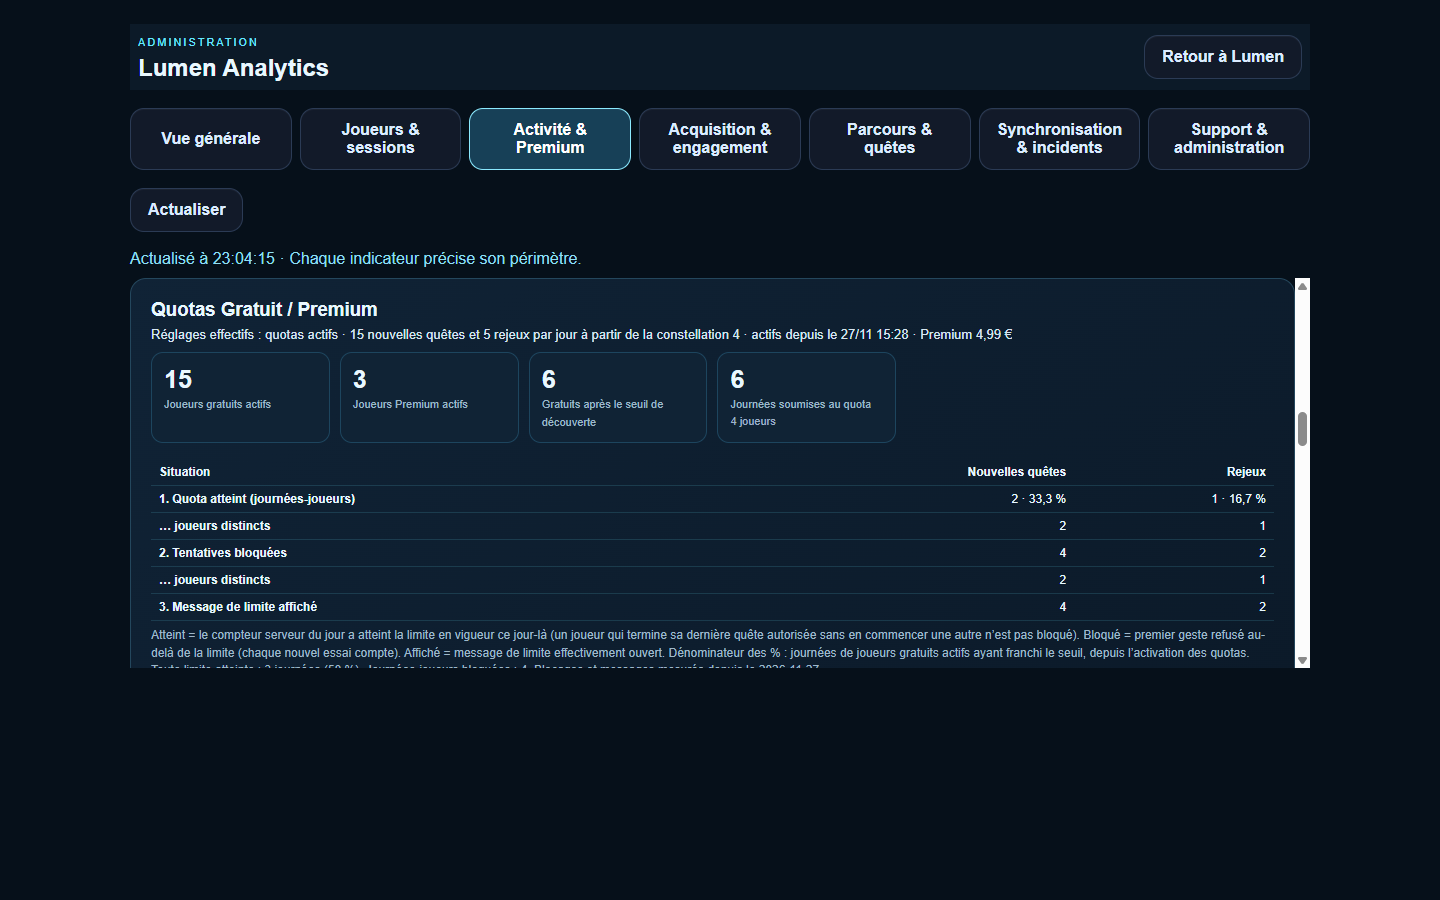 ADMINISTRATION
Lumen Analytics
Retour à Lumen
Vue générale
Joueurs &
sessions
Activité &
Premium
Acquisition &
engagement
Parcours &
quêtes
Synchronisation
& incidents
Support &
administration
Actualiser
Actualisé à 23:04:15 · Chaque indicateur précise son périmètre.
Quotas Gratuit / Premium
Réglages effectifs : quotas actifs · 15 nouvelles quêtes et 5 rejeux par jour à partir de la constellation 4 · actifs depuis le 27/11 15:28 · Premium 4,99 €
15
Joueurs gratuits actifs
3
Joueurs Premium actifs
6
Gratuits après le seuil de
découverte
6
Journées soumises au quota
4 joueurs
Situation Nouvelles quêtes Rejeux
1. Quota atteint (journées-joueurs) 2 · 33,3 % 1 · 16,7 %
… joueurs distincts 2 1
2. Tentatives bloquées 4 2
… joueurs distincts 2 1
3. Message de limite affiché 4 2
Atteint = le compteur serveur du jour a atteint la limite en vigueur ce jour-là (un joueur qui termine sa dernière quête autorisée sans en commencer une autre n’est pas bloqué). Bloqué = premier geste refusé au-
delà de la limite (chaque nouvel essai compte). Affiché = message de limite effectivement ouvert. Dénominateur des % : journées de joueurs gratuits actifs ayant franchi le seuil, depuis l’activation des quotas.